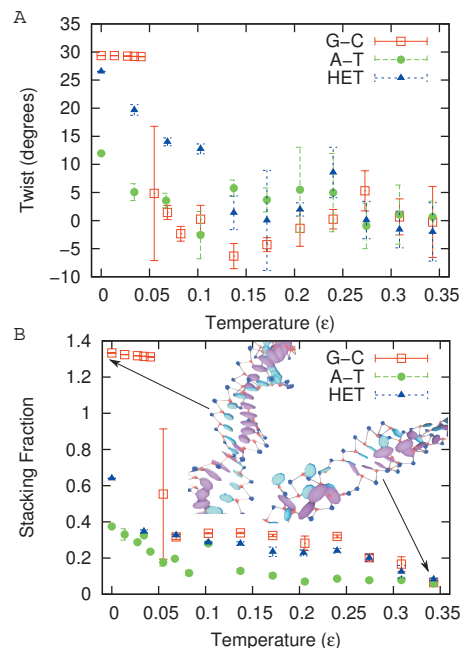 A
G-C
A-T
HET
35
30
25
20
15
10
5
0
-5
-10
Twist (degrees)
0 0.05 0.1 0.15 0.2 0.25 0.3 0.35
Temperature (ε)
B
G-C
A-T
HET
1.4
1.2
1
0.8
0.6
0.4
0.2
0
Stacking Fraction
0 0.05 0.1 0.15 0.2 0.25 0.3 0.35
Temperature (ε)